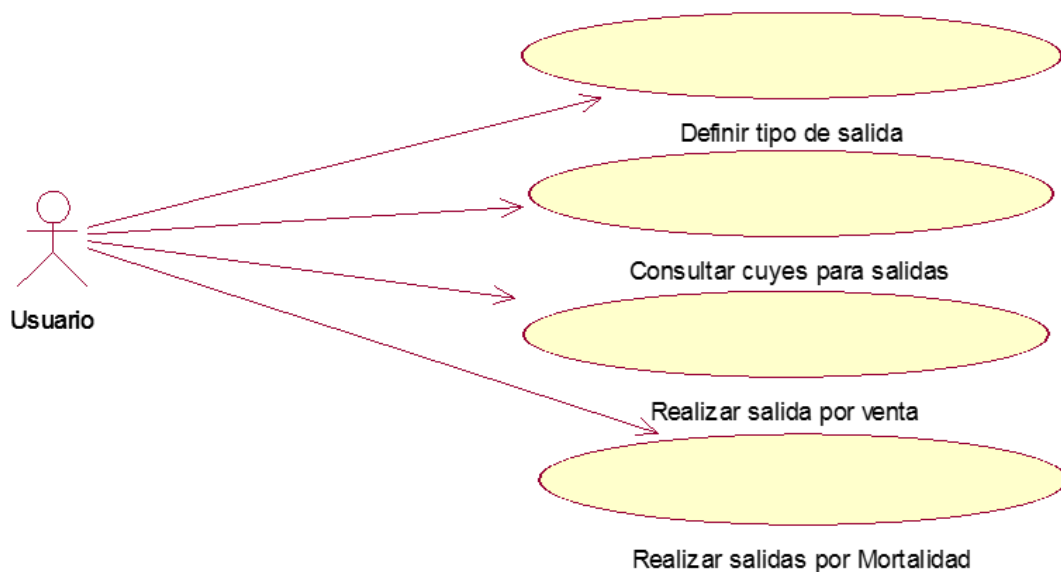 Definir tipo de salida
Consultar cuyes para salidas
Usuario
Realizar salida por venta
Realizar salidas por Mortalidad